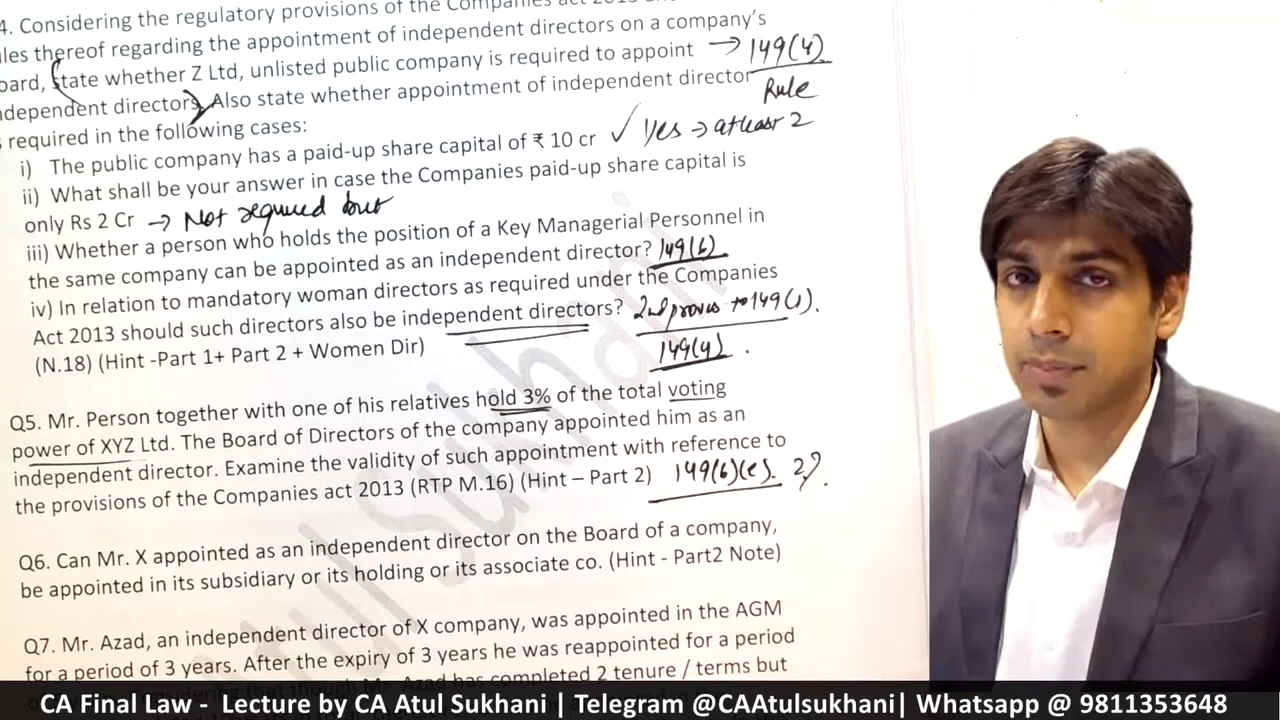 4. Considering the regulatory provisions of the Companies act 2013 and
les thereof regarding the appointment of independent directors on a company's
oard, state whether Z Ltd, unlisted public company is required to appoint → 149(4)
ndependent directors. Also state whether appointment of independent director Rule
s required in the following cases:
i) The public company has a paid-up share capital of ₹ 10 cr ✓ Yes → atleast 2
ii) What shall be your answer in case the Companies paid-up share capital is
only Rs 2 Cr → Not required but
iii) Whether a person who holds the position of a Key Managerial Personnel in
the same company can be appointed as an independent director? 149(6)
iv) In relation to mandatory woman directors as required under the Companies
Act 2013 should such directors also be independent directors? 2nd proviso to 149(1).
(N.18) (Hint -Part 1+ Part 2 + Women Dir) 149(4).
Q5. Mr. Person together with one of his relatives hold 3% of the total voting
power of XYZ Ltd. The Board of Directors of the company appointed him as an
independent director. Examine the validity of such appointment with reference to
the provisions of the Companies act 2013 (RTP M.16) (Hint – Part 2) 149(6)(e).
Q6. Can Mr. X appointed as an independent director on the Board of a company,
be appointed in its subsidiary or its holding or its associate co. (Hint - Part2 Note)
Q7. Mr. Azad, an independent director of X company, was appointed in the AGM
for a period of 3 years. After the expiry of 3 years he was reappointed for a period
Mr. Azad has completed 2 tenure / terms but
Atul Sukhani
CA Final Law - Lecture by CA Atul Sukhani | Telegram @CAAtulsukhani| Whatsapp @ 9811353648